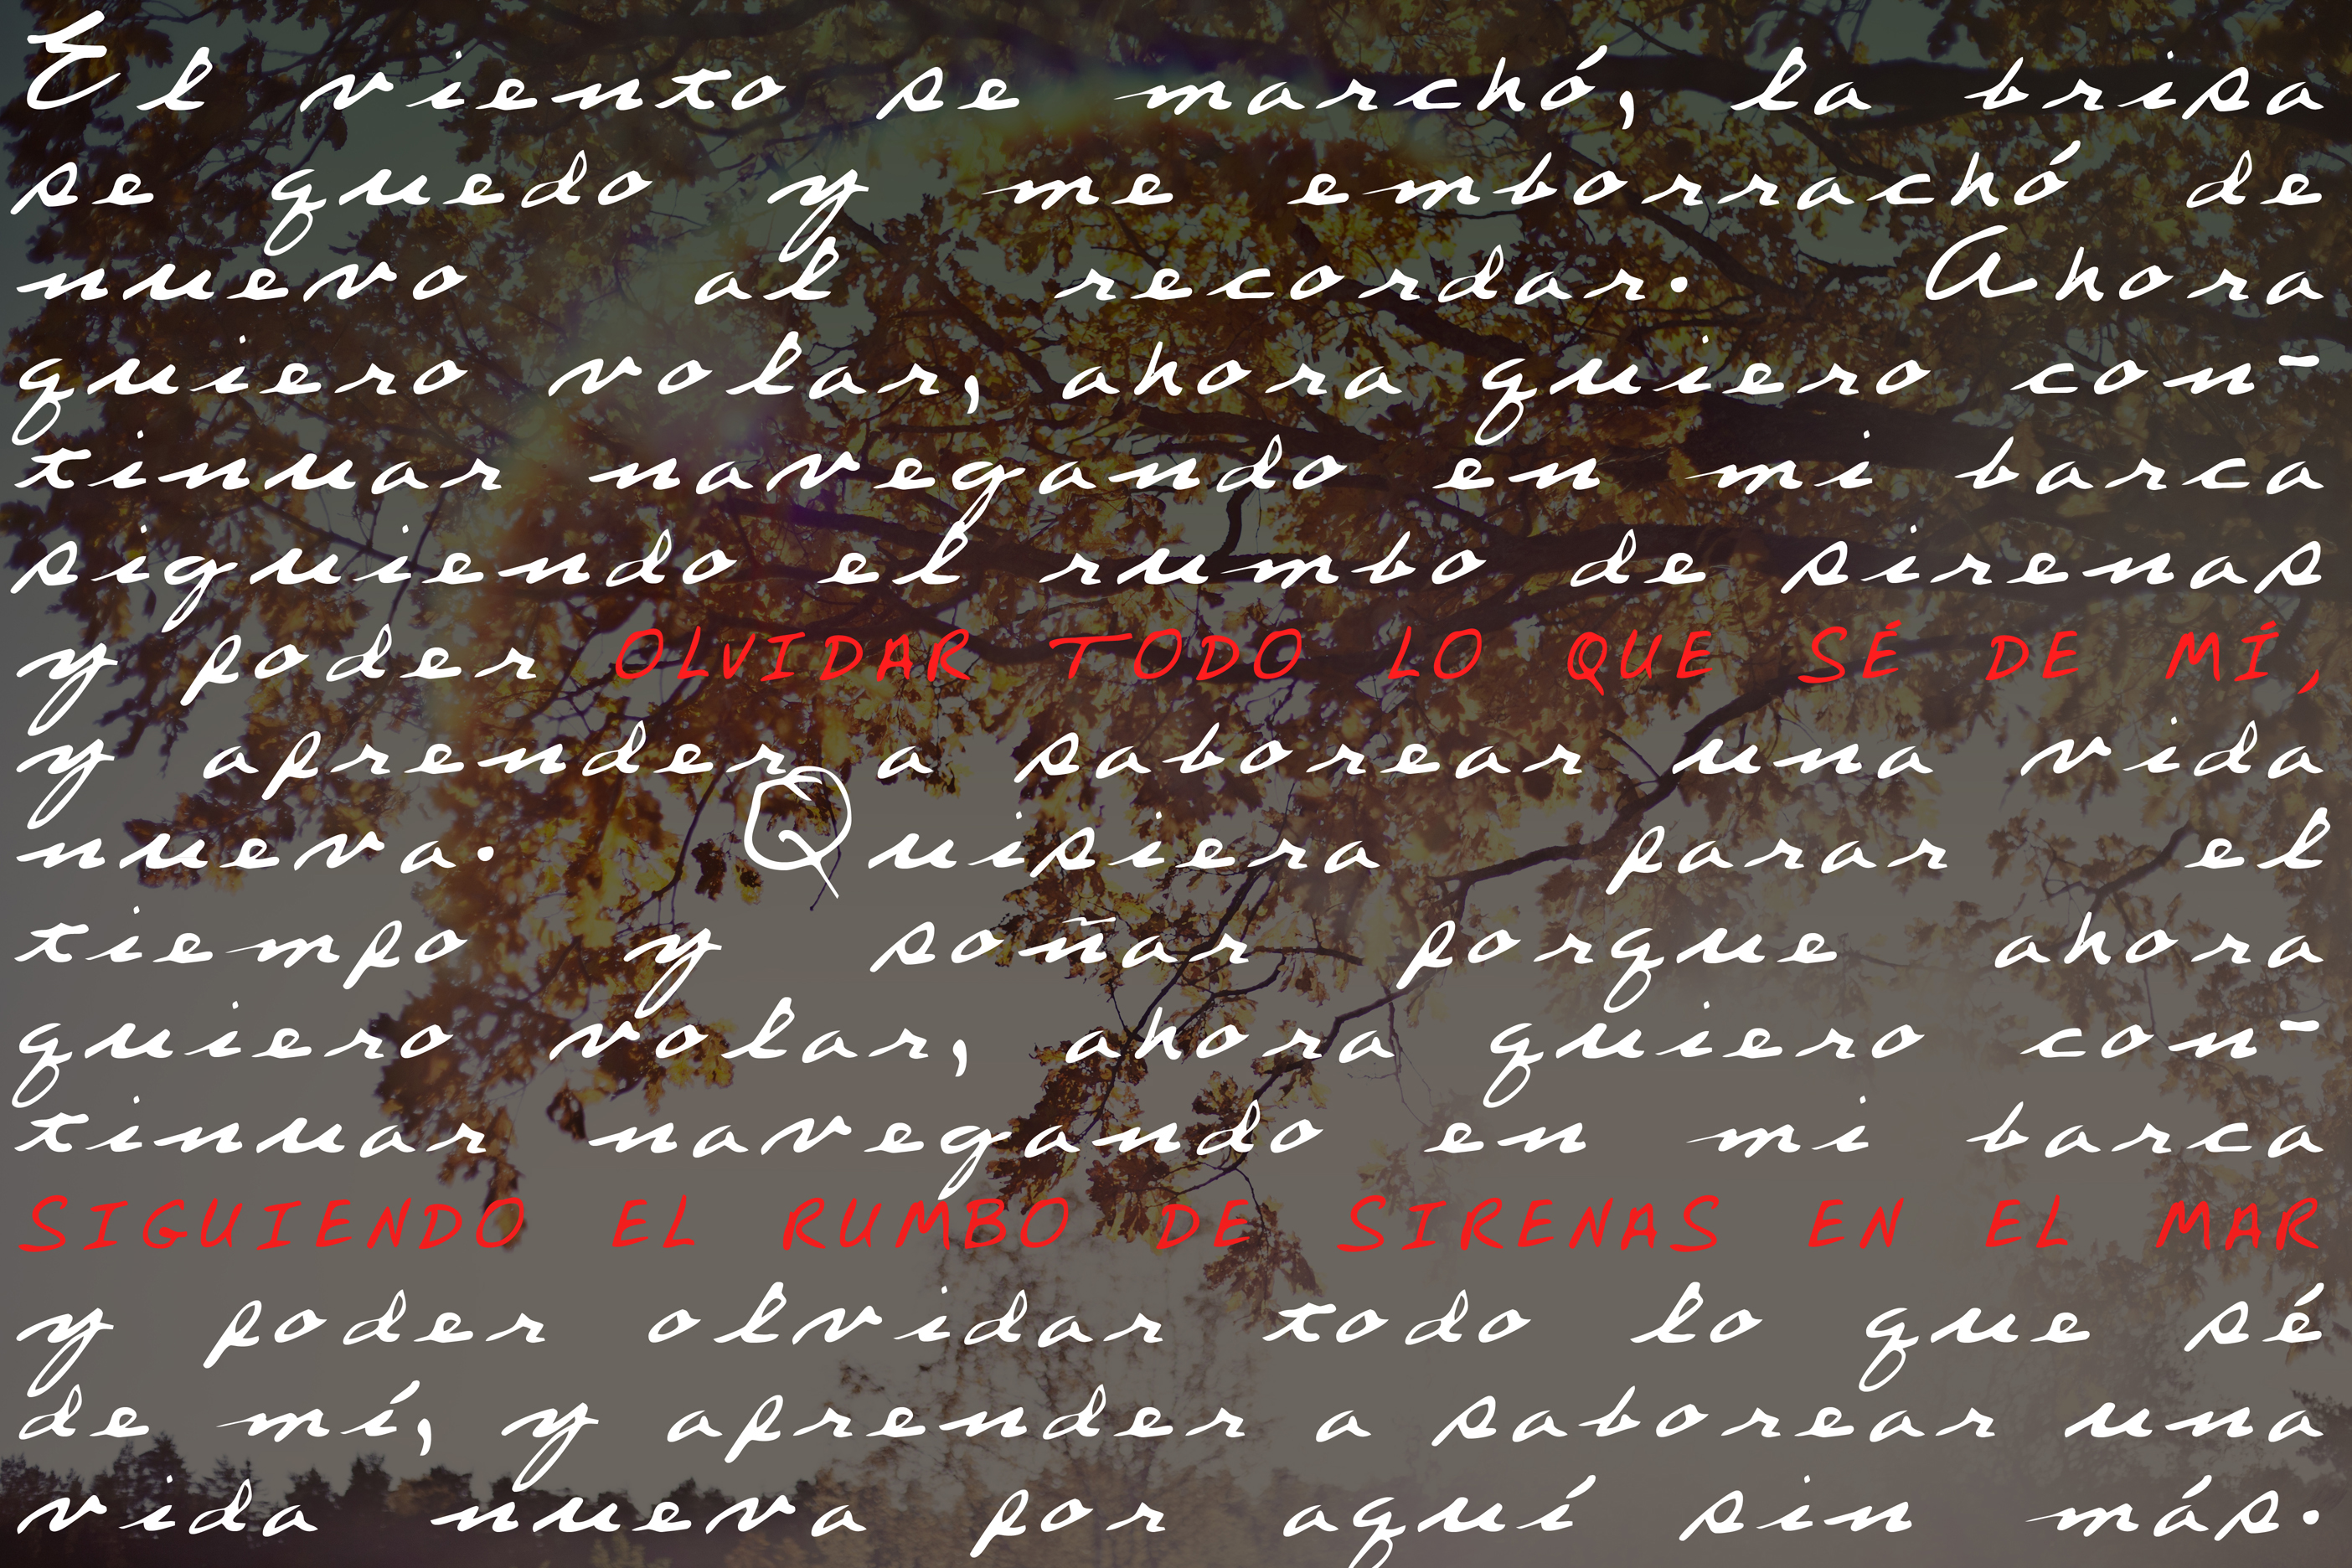 El viento se marchó, la brisa
se quedo y me emborrachó de
nuevo al recordar. Ahora
quiero volar, ahora quiero con-
tinuar navegando en mi barca
siguiendo el rumbo de sirenas
y poder OLVIDAR TODO LO QUE SÉ DE MÍ,
y aprender a saborear una vida
nueva. Quisiera parar el
tiempo y soñar porque ahora
quiero volar, ahora quiero con-
tinuar navegando en mi barca
SIGUIENDO EL RUMBO DE SIRENAS EN EL MAR
y poder olvidar todo lo que sé
de mí, y aprender a saborear una
vida nueva por aquí sin más.